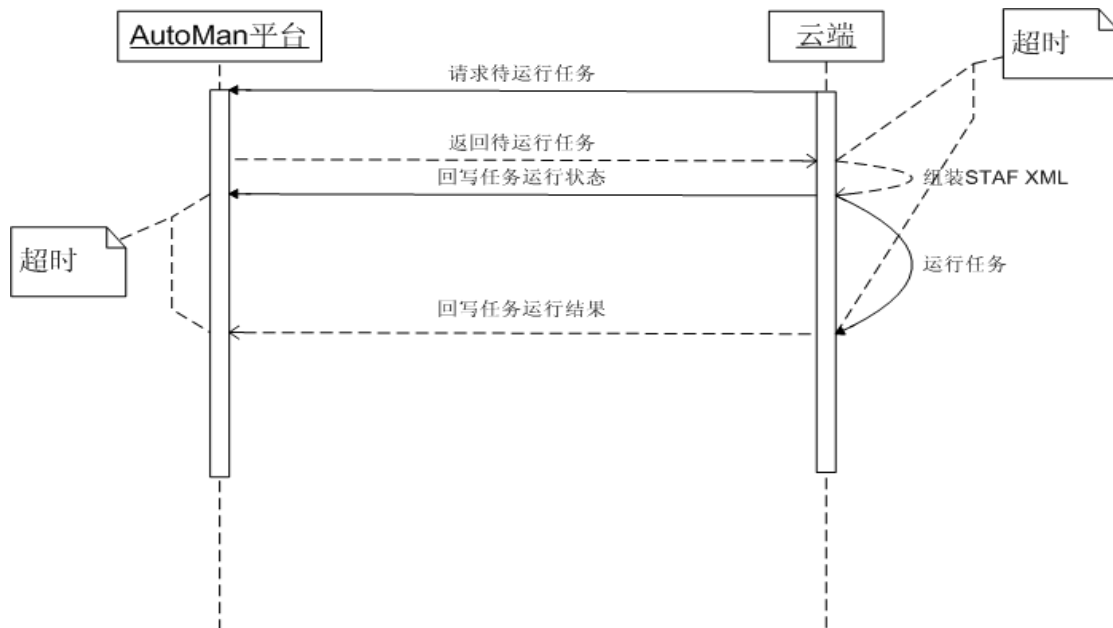 AutoMan平台
云端
超时
请求待运行任务
返回待运行任务
回写任务运行状态
组装STAF XML
超时
运行任务
回写任务运行结果